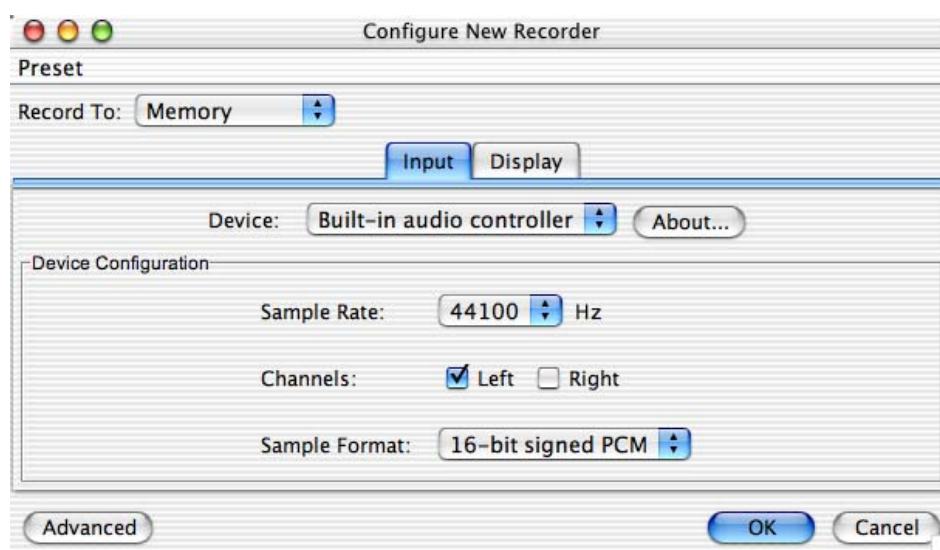 Configure New Recorder
Preset
Record To: Memory
Input Display
Device: Built-in audio controller About...
Device Configuration
Sample Rate: 44100 Hz
Channels: Left Right
Sample Format: 16-bit signed PCM
Advanced OK Cancel